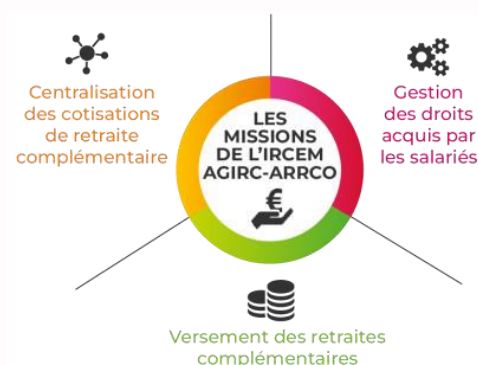 Centralisation
des cotisations
de retraite
complémentaire
LES
MISSIONS
DE L'IRCEM
AGIRC-ARRCO
€
Gestion
des droits
acquis par
les salariés
Versement des retraites
complémentaires